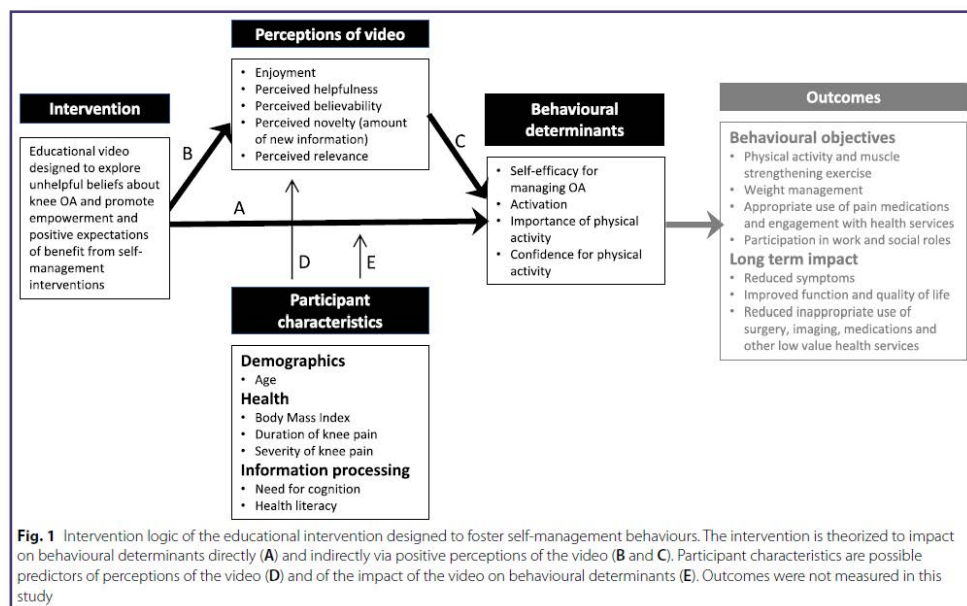 Perceptions of video
• Enjoyment
• Perceived helpfulness
• Perceived believability
• Perceived novelty (amount
of new information)
• Perceived relevance
Intervention
Educational video
designed to explore
unhelpful beliefs about
knee OA and promote
empowerment and
positive expectations
of benefit from self-
management
interventions
B
A
C
D
E
Behavioural
determinants
• Self-efficacy for
managing OA
• Activation
• Importance of physical
activity
• Confidence for physical
activity
Outcomes
Behavioural objectives
• Physical activity and muscle
strengthening exercise
• Weight management
• Appropriate use of pain medications
and engagement with health services
• Participation in work and social roles
Long term impact
• Reduced symptoms
• Improved function and quality of life
• Reduced inappropriate use of
surgery, imaging, medications and
other low value health services
Participant
characteristics
Demographics
• Age
Health
• Body Mass Index
• Duration of knee pain
• Severity of knee pain
Information processing
• Need for cognition
• Health literacy
Fig. 1 Intervention logic of the educational intervention designed to foster self-management behaviours. The intervention is theorized to impact
on behavioural determinants directly (A) and indirectly via positive perceptions of the video (B and C). Participant characteristics are possible
predictors of perceptions of the video (D) and of the impact of the video on behavioural determinants (E). Outcomes were not measured in this
study